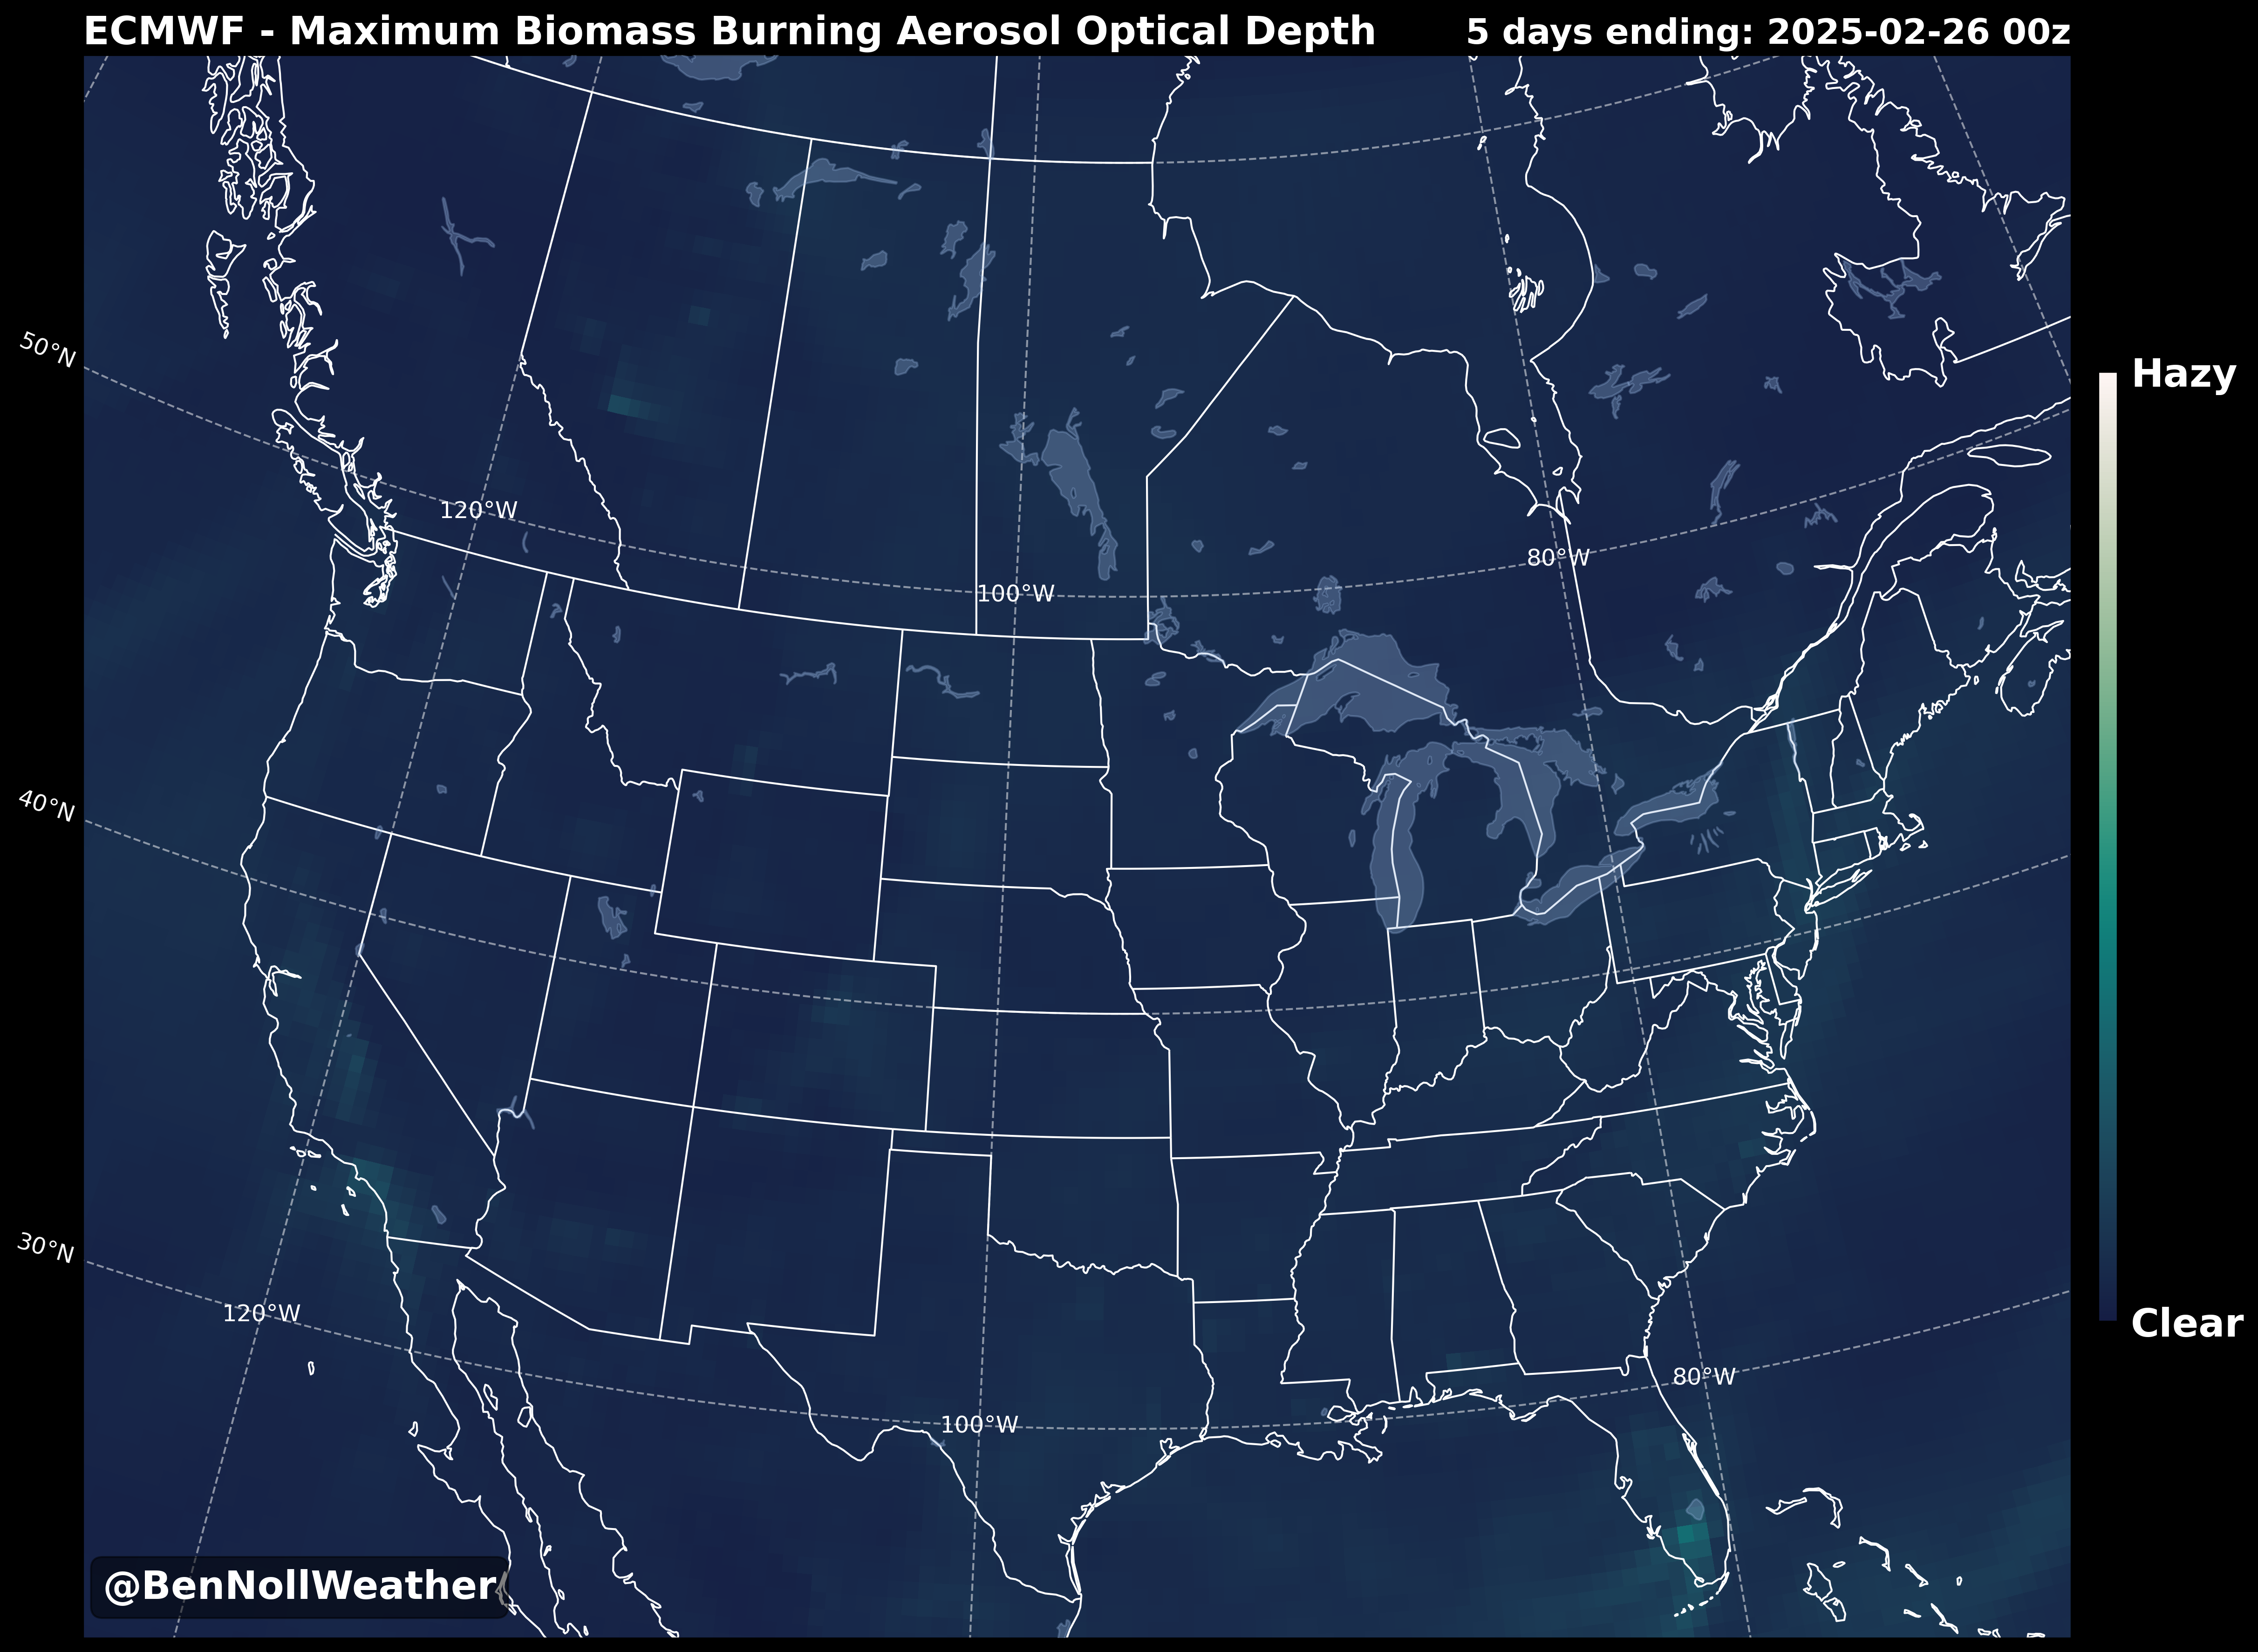 ECMWF - Maximum Biomass Burning Aerosol Optical Depth
5 days ending: 2025-02-26 00z
50°N
Hazy
120°W
80°W
100°W
40°N
30°N
120°W
Clear
80°W
100°W
@BenNollWeather